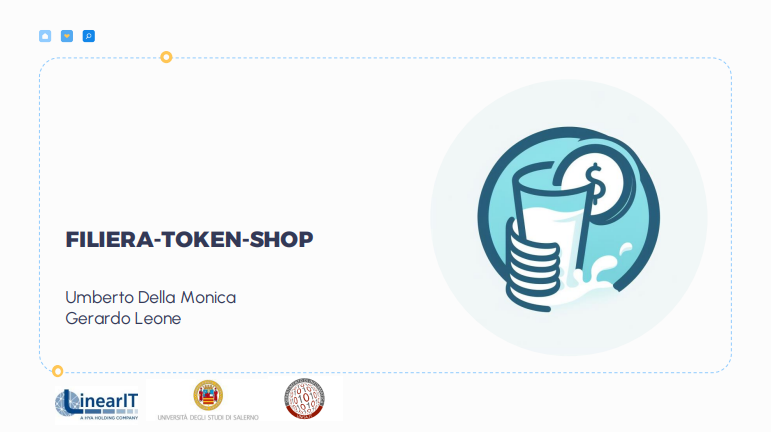 FILIERA-TOKEN-SHOP
$
Umberto Della Monica
Gerardo Leone
LinearIT
A HYA HOLDING COMPANY
UNIVERSITÀ DEGLI STUDI DI SALERNO